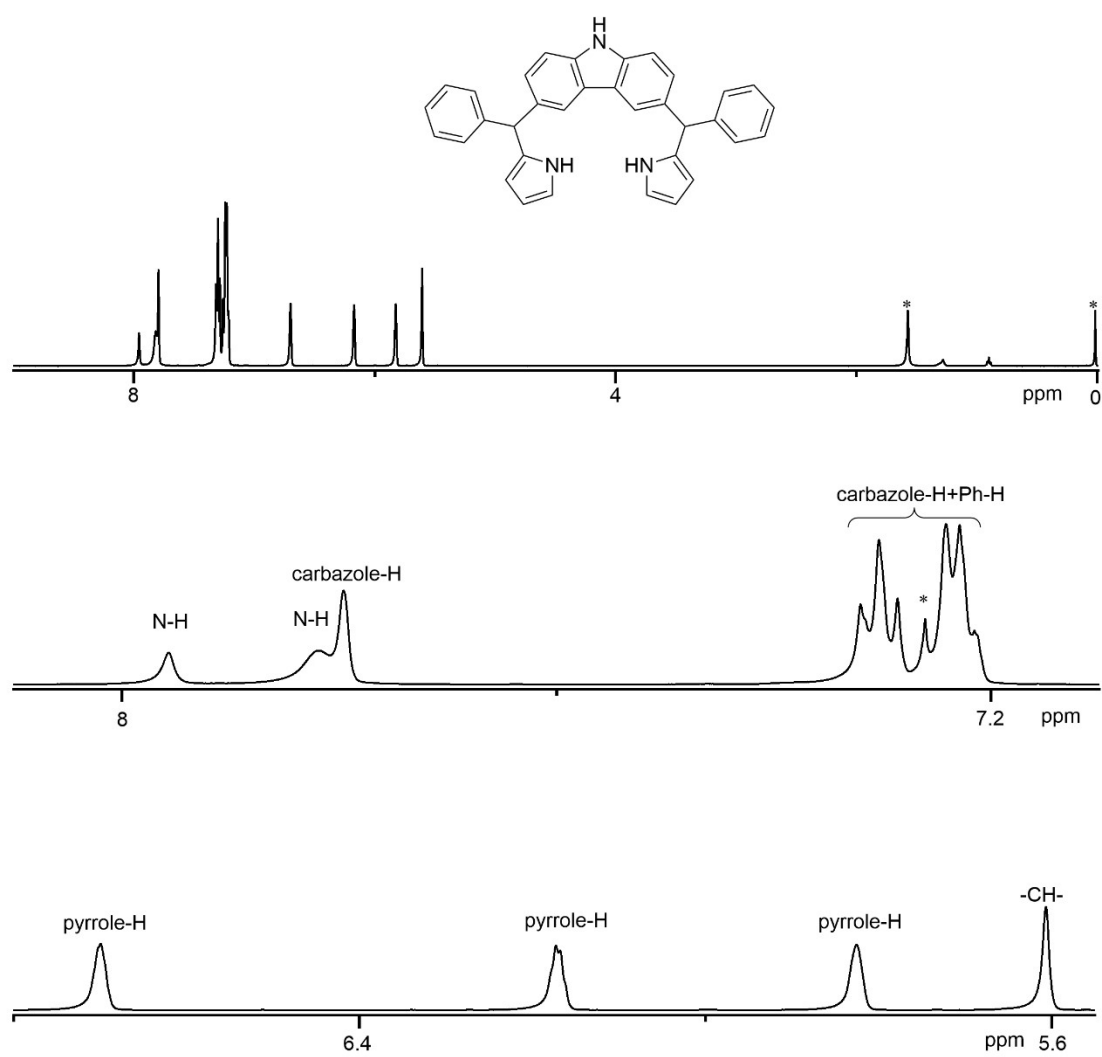 H
N
NH HN
* *
8 4 ppm 0
carbazole-H+Ph-H
carbazole-H
N-H N-H *
8 7.2 ppm
-CH-
pyrrole-H pyrrole-H pyrrole-H
6.4 ppm 5.6